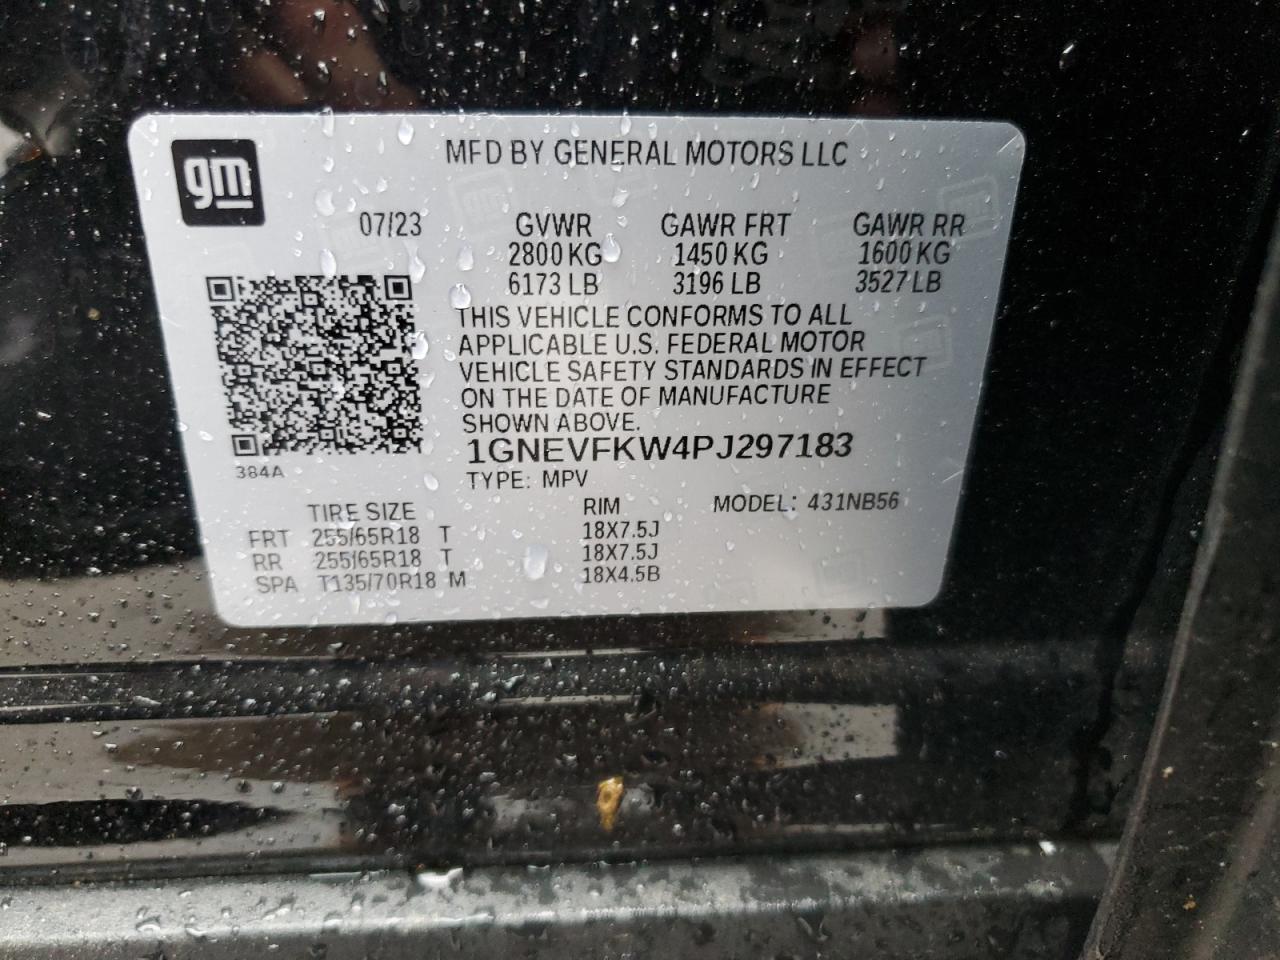 gm
MFD BY GENERAL MOTORS LLC
07/23 GVWR GAWR FRT GAWR RR
2800 KG 1450 KG 1600 KG
6173 LB 3196 LB 3527 LB
THIS VEHICLE CONFORMS TO ALL
APPLICABLE U.S. FEDERAL MOTOR
VEHICLE SAFETY STANDARDS IN EFFECT
ON THE DATE OF MANUFACTURE
SHOWN ABOVE.
1GNEVFKW4PJ297183
384A
TYPE: MPV
TIRE SIZE RIM MODEL: 431NB56
FRT 255/65R18 T 18X7.5J
RR 255/65R18 T 18X7.5J
SPA T135/70R18 M 18X4.5B